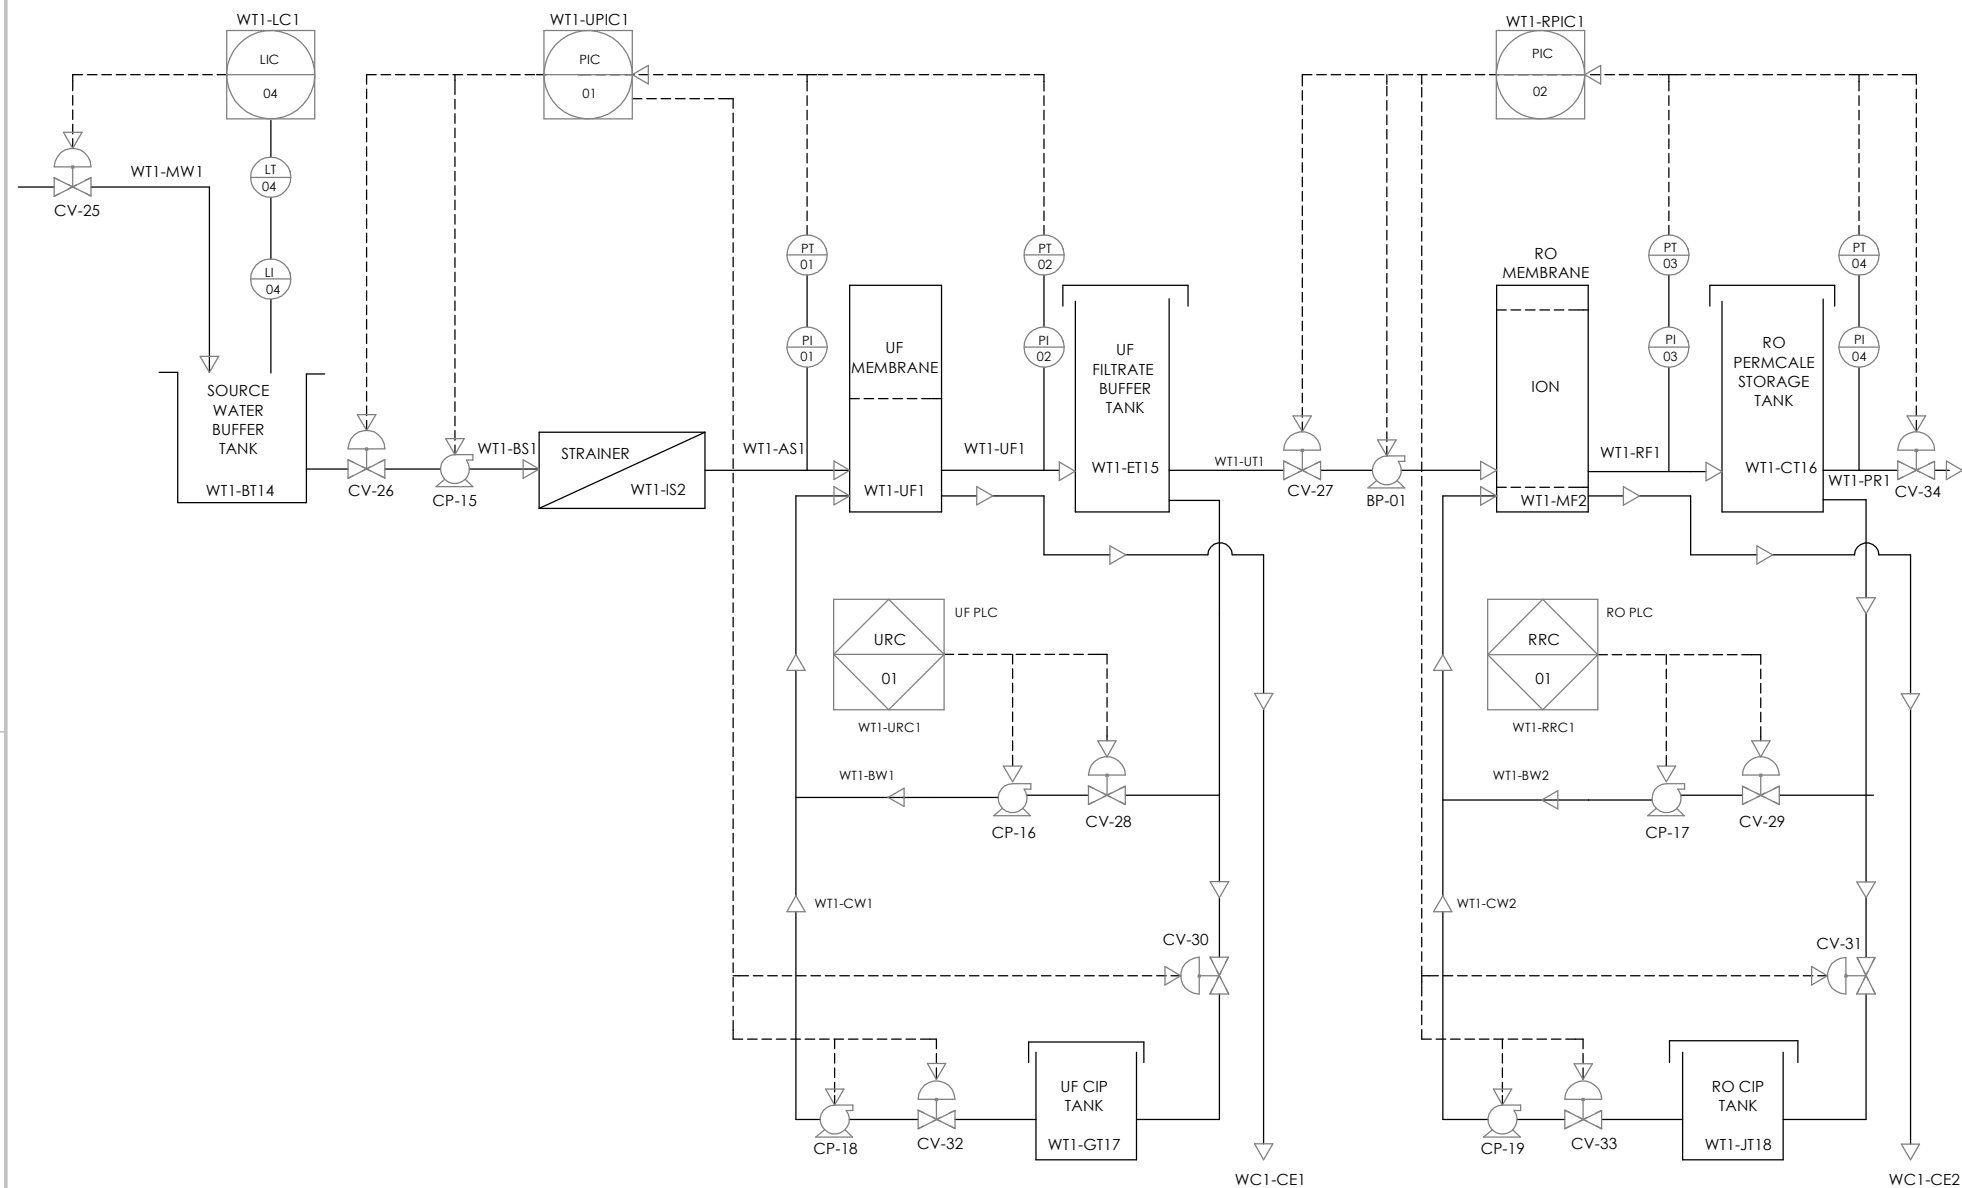 WT1-LC1
WT1-UPIC1
WT1-RPIC1
LIC
04
PIC
01
PIC
02
WT1-MW1
LT
04
CV-25
LI
04
PT
01
PT
02
PT
03
PT
04
PI
01
PI
02
PI
03
PI
04
SOURCE
WATER
BUFFER
TANK
WT1-BT14
CV-26
CP-15
WT1-BS1
STRAINER
WT1-IS2
WT1-AS1
UF
MEMBRANE
WT1-UF1
WT1-UF1
UF
FILTRATE
BUFFER
TANK
WT1-ET15
WT1-UT1
CV-27
BP-01
RO
MEMBRANE
ION
WT1-MF2
WT1-RF1
RO
PERMCALE
STORAGE
TANK
WT1-CT16
WT1-PR1
CV-34
URC
01
UF PLC
WT1-URC1
RRC
01
RO PLC
WT1-RRC1
WT1-BW1
CP-16
CV-28
WT1-BW2
CP-17
CV-29
WT1-CW1
CV-30
WT1-CW2
CV-31
CP-18
CV-32
UF CIP
TANK
WT1-GT17
WC1-CE1
CP-19
CV-33
RO CIP
TANK
WT1-JT18
WC1-CE2